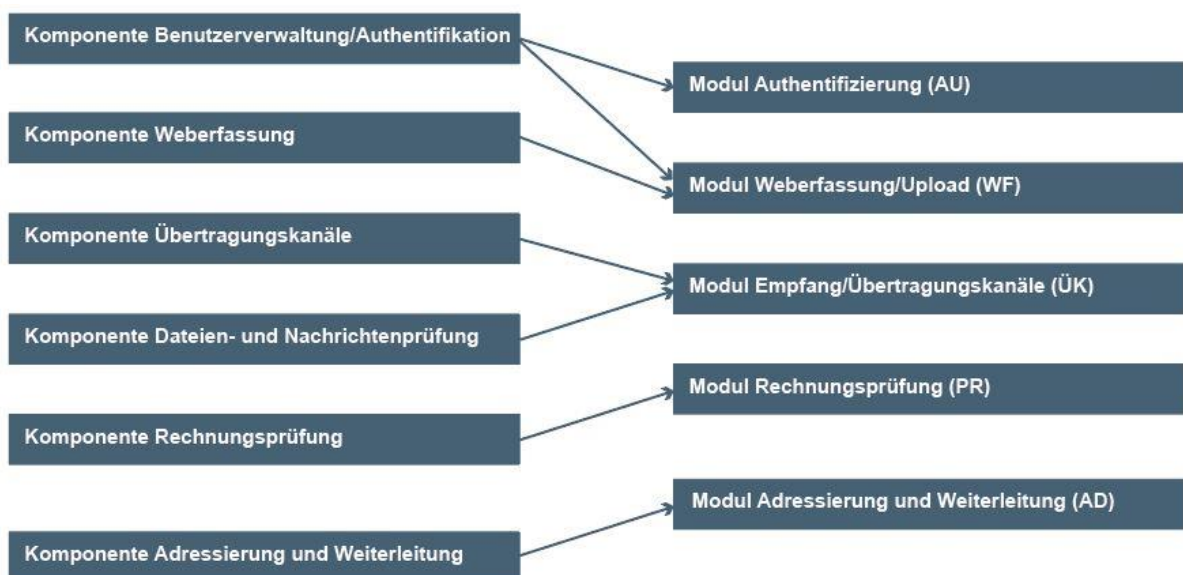 Komponente Benutzerverwaltung/Authentifikation
Komponente Weberfassung
Komponente Übertragungskanäle
Komponente Dateien- und Nachrichtenprüfung
Komponente Rechnungsprüfung
Komponente Adressierung und Weiterleitung
Modul Authentifizierung (AU)
Modul Weberfassung/Upload (WF)
Modul Empfang/Übertragungskanäle (ÜK)
Modul Rechnungsprüfung (PR)
Modul Adressierung und Weiterleitung (AD)